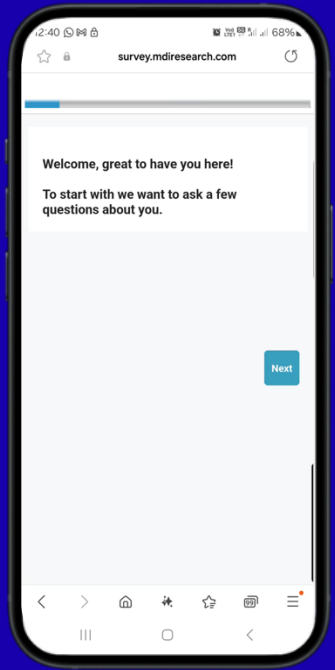 12:40
68%
survey.mdiresearch.com
Welcome, great to have you here!
To start with we want to ask a few
questions about you.
Next
99